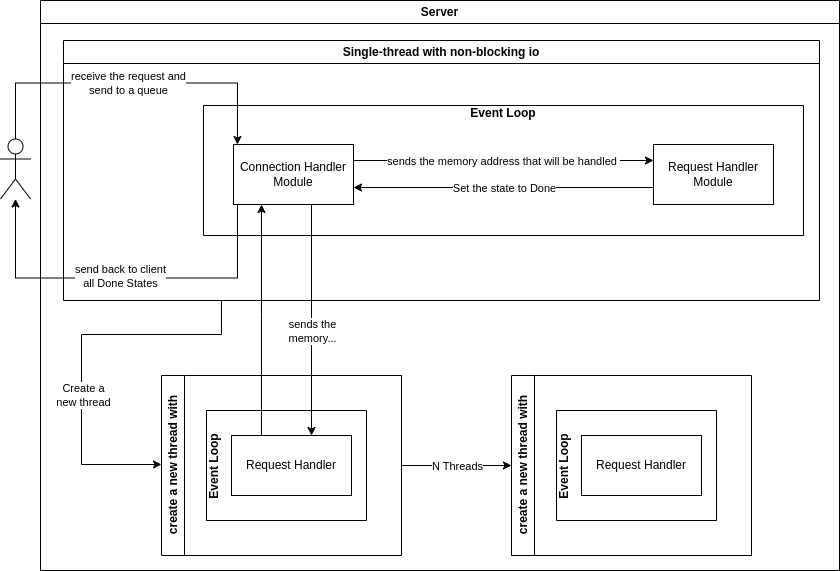 Server
Single-thread with non-blocking io
receive the request and
send to a queue
Event Loop
Connection Handler
Module
sends the memory address that will be handled
Request Handler
Module
Set the state to Done
send back to client
all Done States
sends the
memory...
Create a
new thread
create a new thread with
Event Loop
Request Handler
N Threads
create a new thread with
Event Loop
Request Handler